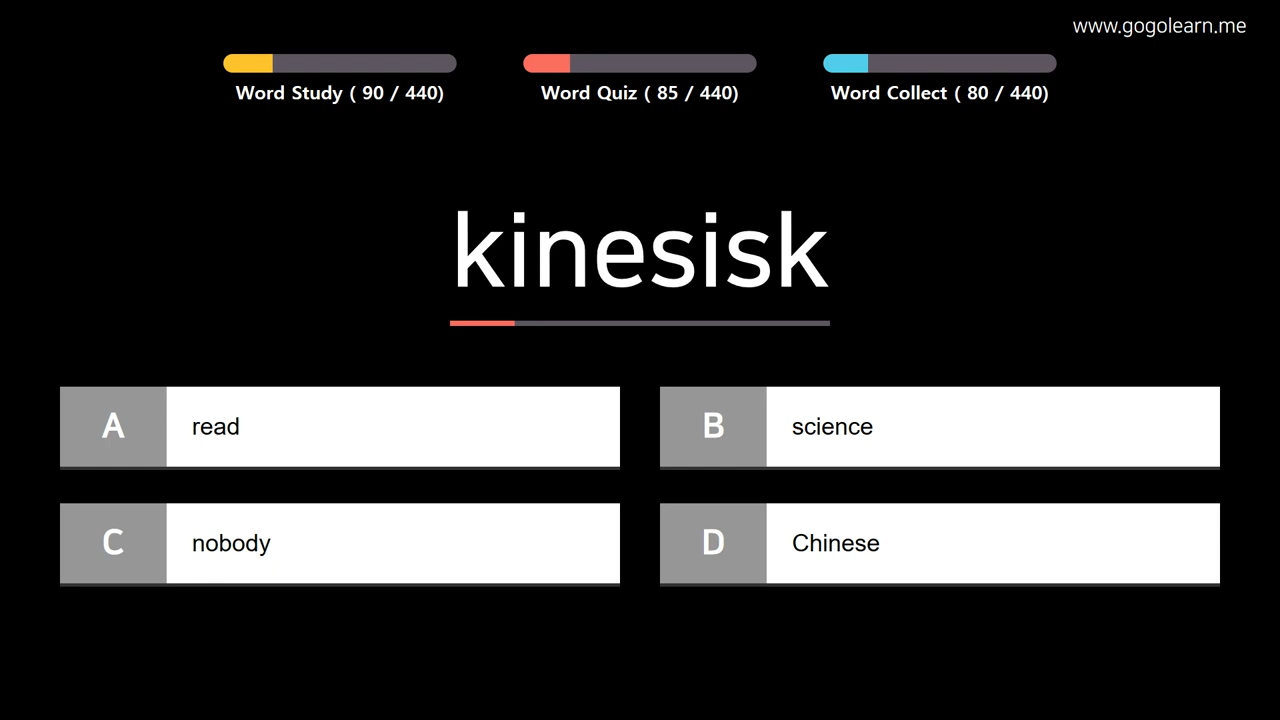 www.gogolearn.me
Word Study ( 90 / 440)
Word Quiz ( 85 / 440)
Word Collect ( 80 / 440)
kinesisk
A read
B science
C nobody
D Chinese